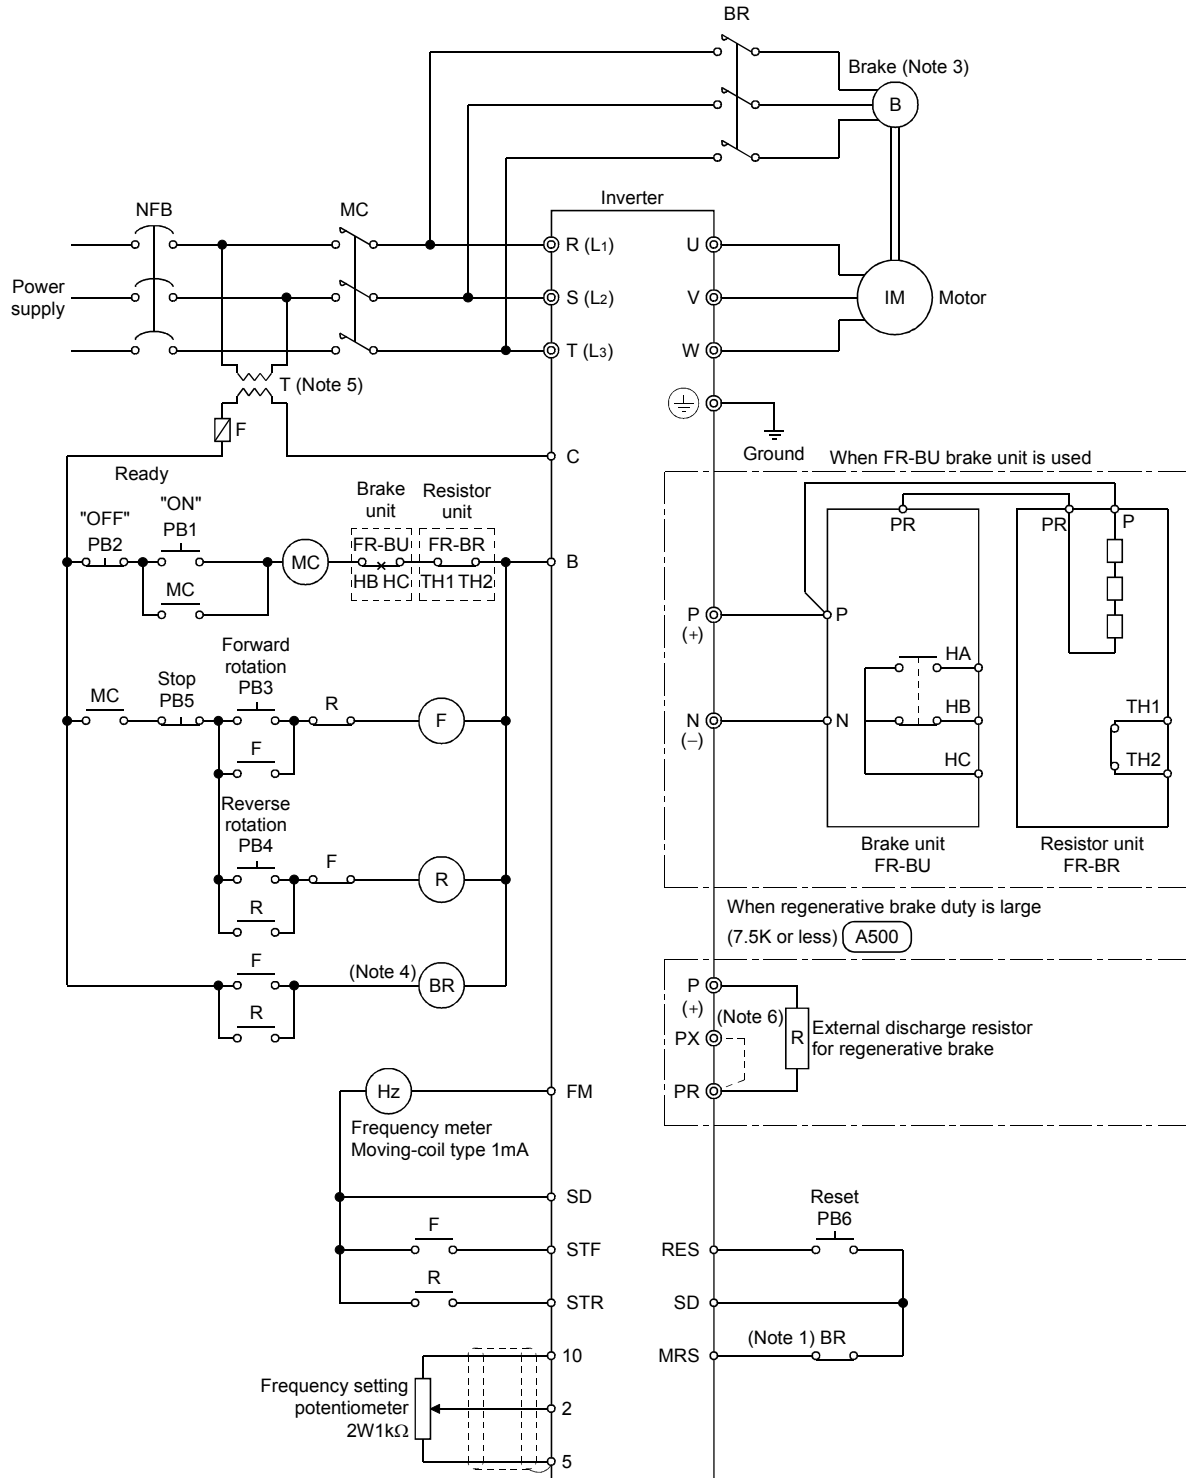 BR
Brake (Note 3)
B
Inverter
NFB
MC
R (L1)
U
Power
supply
S (L2)
V
IM
Motor
T (L3)
W
T (Note 5)
F
Ground
C
When FR-BU brake unit is used
Ready
"OFF"
PB2
"ON"
PB1
Brake
unit
Resistor
unit
FR-BU
FR-BR
MC
HB HC
TH1 TH2
B
MC
PR
PR
P
P
(+)
P
HA
HB
HC
N
(−)
N
TH1
TH2
Brake unit
FR-BU
Resistor unit
FR-BR
Forward
rotation
PB3
MC
Stop
PB5
R
F
F
Reverse
rotation
PB4
F
R
R
When regenerative brake duty is large
(7.5K or less) A500
F
(Note 4)
BR
R
P
(+)
(Note 6)
PX
R
External discharge resistor
for regenerative brake
PR
Hz
FM
Frequency meter
Moving-coil type 1mA
SD
F
STF
R
STR
Reset
PB6
RES
SD
(Note 1) BR
MRS
10
Frequency setting
potentiometer
2W1kΩ
2
5